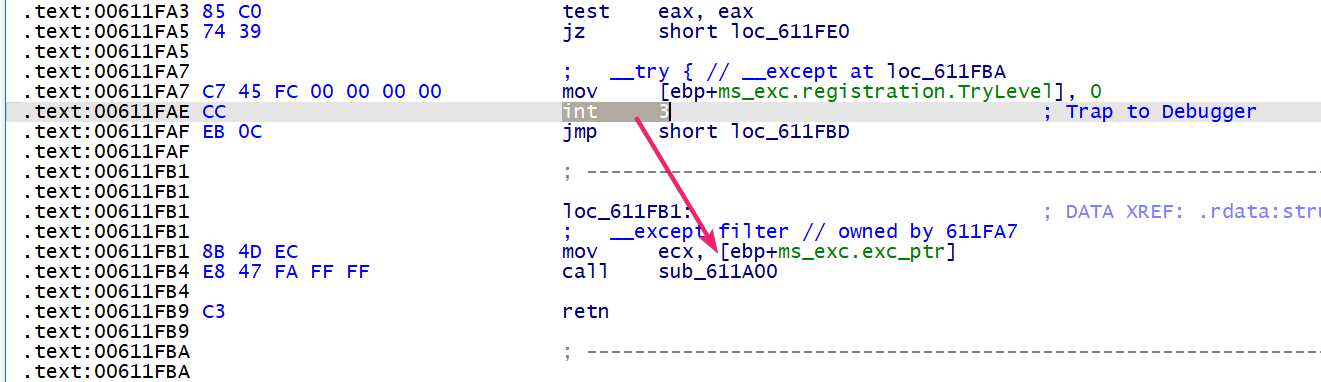 .text:00611FA3 85 C0 test eax, eax
.text:00611FA5 74 39 jz short loc_611FE0
.text:00611FA5
.text:00611FA7 ; __try { // __except at loc_611FBA
.text:00611FA7 C7 45 FC 00 00 00 00 mov [ebp+ms_exc.registration.TryLevel], 0
.text:00611FAE CC int 3 ; Trap to Debugger
.text:00611FAF EB 0C jmp short loc_611FBD
.text:00611FAF
.text:00611FB1 ; ---------------------------------------------------------------
.text:00611FB1
.text:00611FB1 loc_611FB1: ; DATA XREF: .rdata:stru
.text:00611FB1 ; __except filter // owned by 611FA7
.text:00611FB1 8B 4D EC mov ecx, [ebp+ms_exc.exc_ptr]
.text:00611FB4 E8 47 FA FF FF call sub_611A00
.text:00611FB4
.text:00611FB9 C3 retn
.text:00611FB9
.text:00611FBA ; ---------------------------------------------------------------
.text:00611FBA